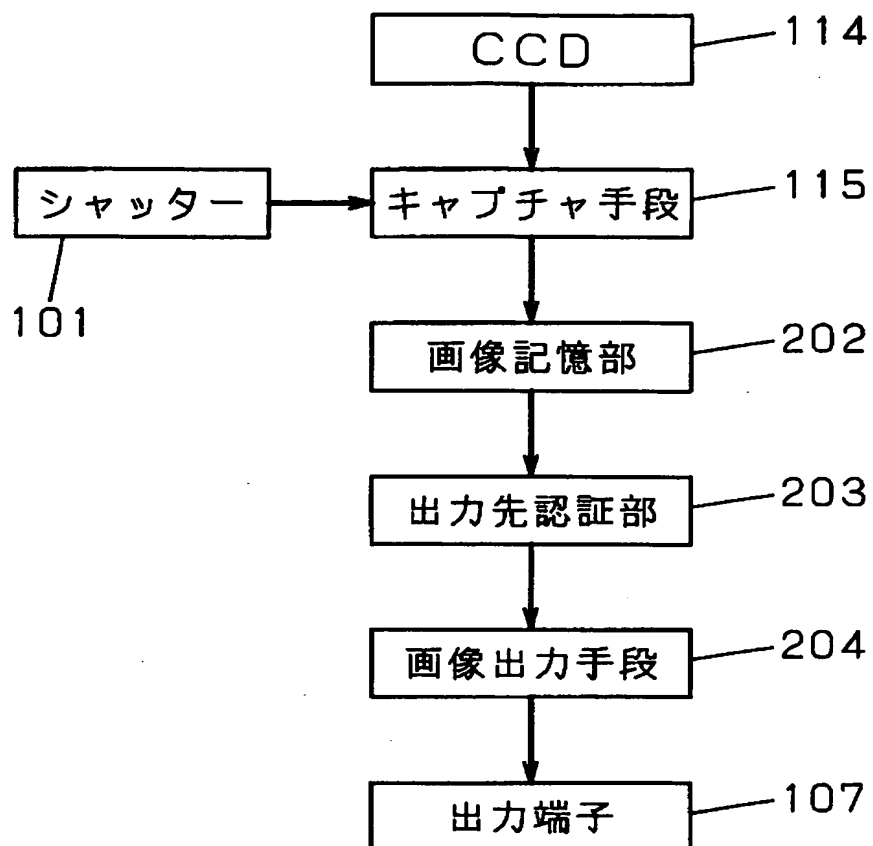 CCD
114
シャッター
キャプチャ手段
115
101
画像記憶部
202
出力先認証部
203
画像出力手段
204
出力端子
107